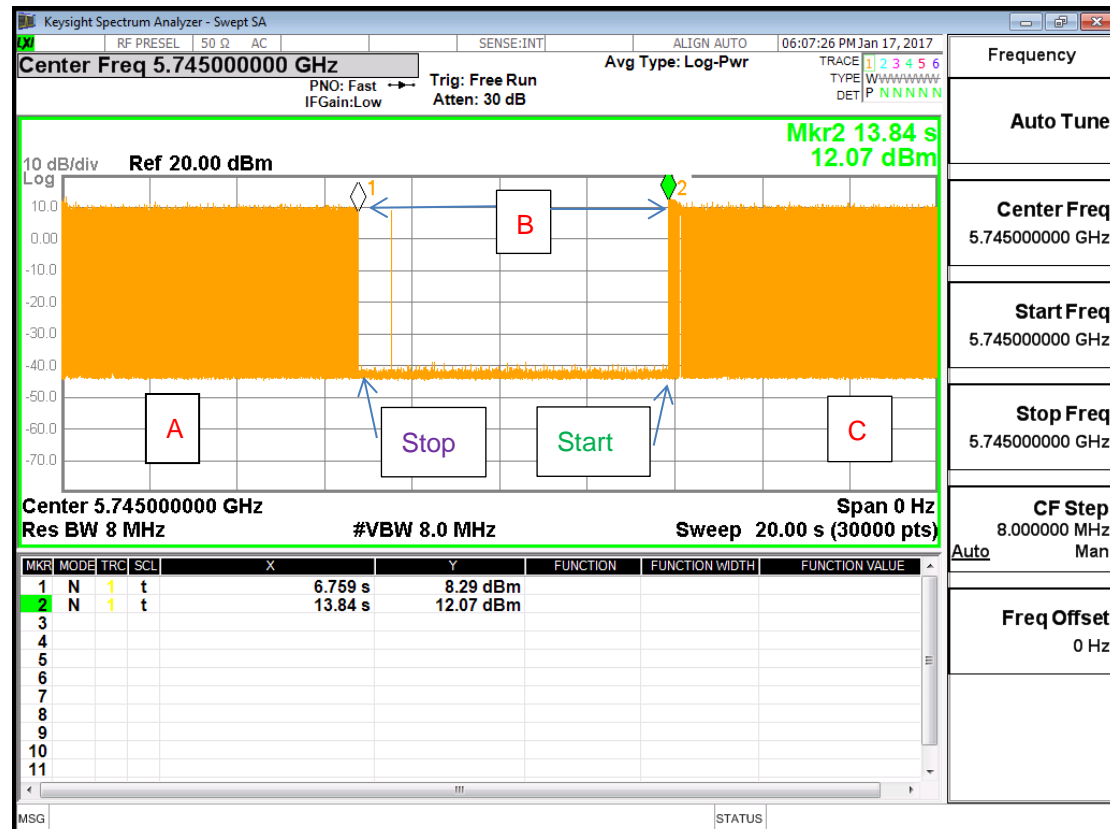 Keysight Spectrum Analyzer - Swept SA
LXI RF PRESEL 50 Ω AC SENSE:INT ALIGN AUTO 06:07:26 PM Jan 17, 2017
Center Freq 5.745000000 GHz
PNO: Fast
IFGain:Low
Trig: Free Run
Atten: 30 dB
Avg Type: Log-Pwr
TRACE 1 2 3 4 5 6
TYPE WWWWWW
DET P N N N N N
Mkr2 13.84 s
12.07 dBm
10 dB/div Ref 20.00 dBm
Log
10.0
0.00
-10.0
-20.0
-30.0
-40.0
-50.0
-60.0
-70.0
1
2
B
A
Stop
Start
C
Center 5.745000000 GHz Span 0 Hz
Res BW 8 MHz #VBW 8.0 MHz Sweep 20.00 s (30000 pts)
MKR MODE TRC SCL X Y FUNCTION FUNCTION WIDTH FUNCTION VALUE
1 N 1 t 6.759 s 8.29 dBm
2 N 1 t 13.84 s 12.07 dBm
3
4
5
6
7
8
9
10
11
MSG STATUS
Frequency
Auto Tune
Center Freq
5.745000000 GHz
Start Freq
5.745000000 GHz
Stop Freq
5.745000000 GHz
CF Step
8.000000 MHz
Auto Man
Freq Offset
0 Hz